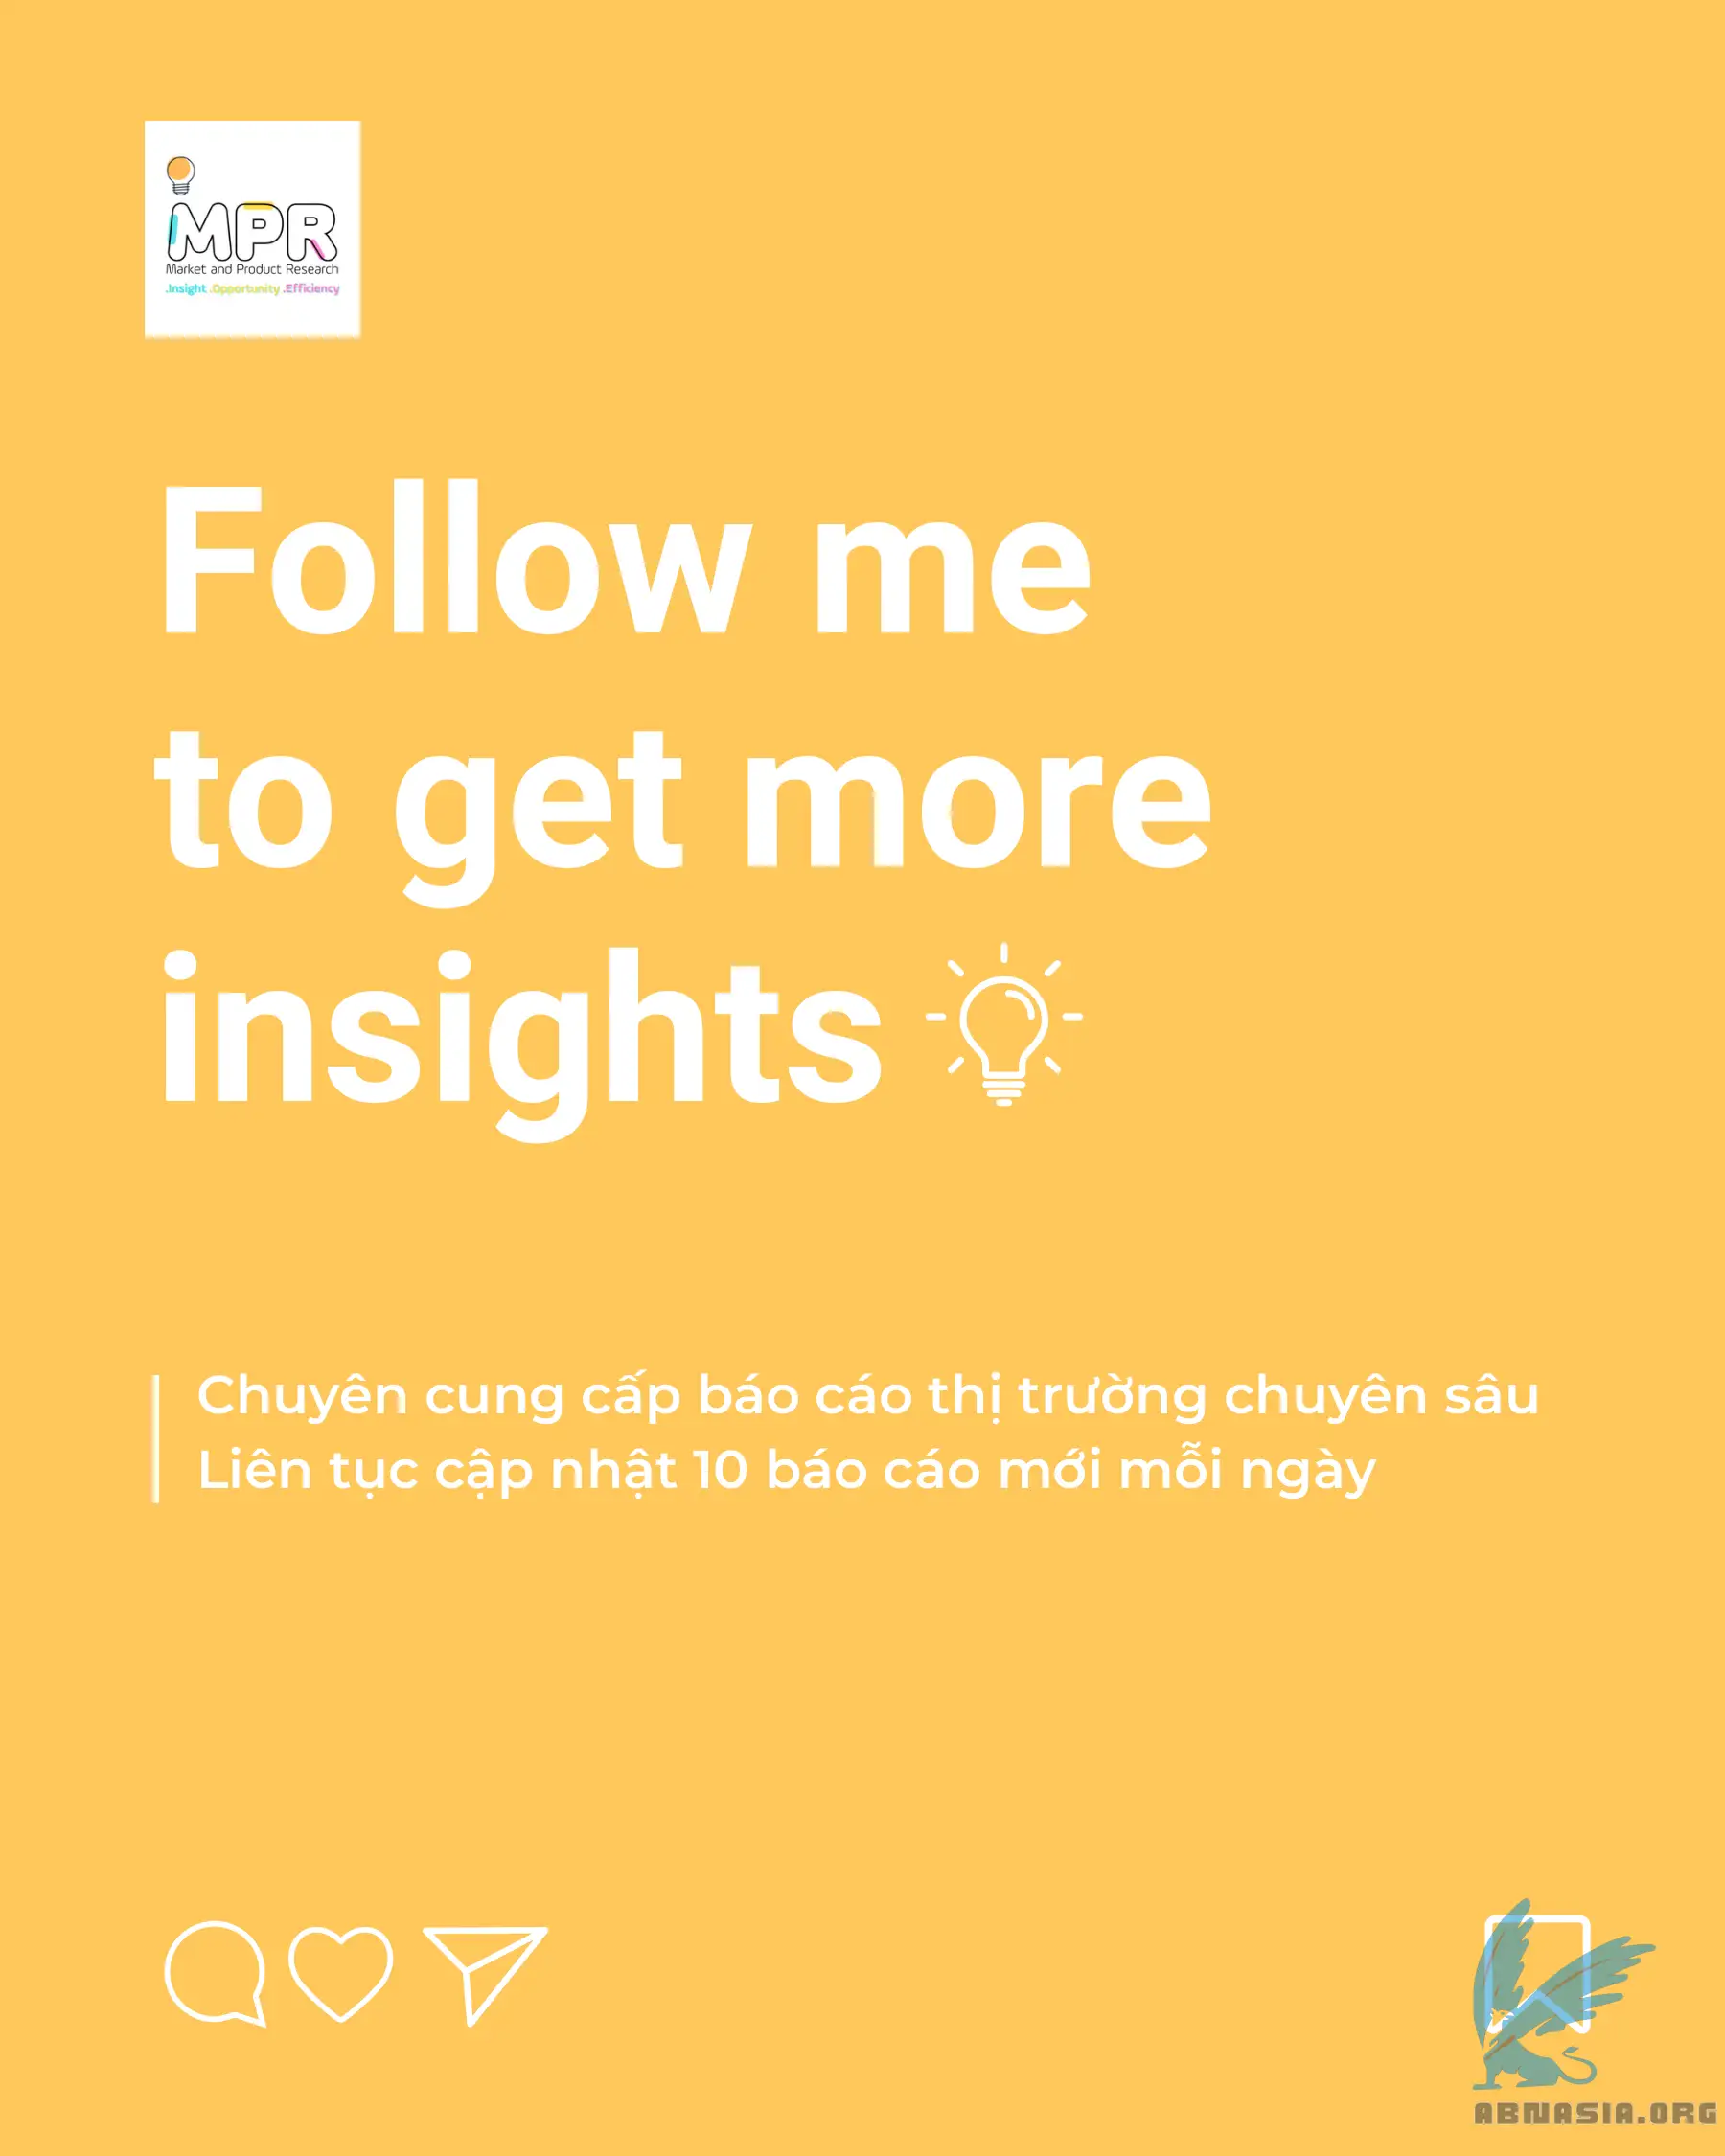 MPR
Market and Product Research
.Insight .Opportunity .Efficiency
Follow me
to get more
insights
Chuyên cung cấp báo cáo thị trường chuyên sâu
Liên tục cập nhật 10 báo cáo mới mỗi ngày
ABNASIA.ORG